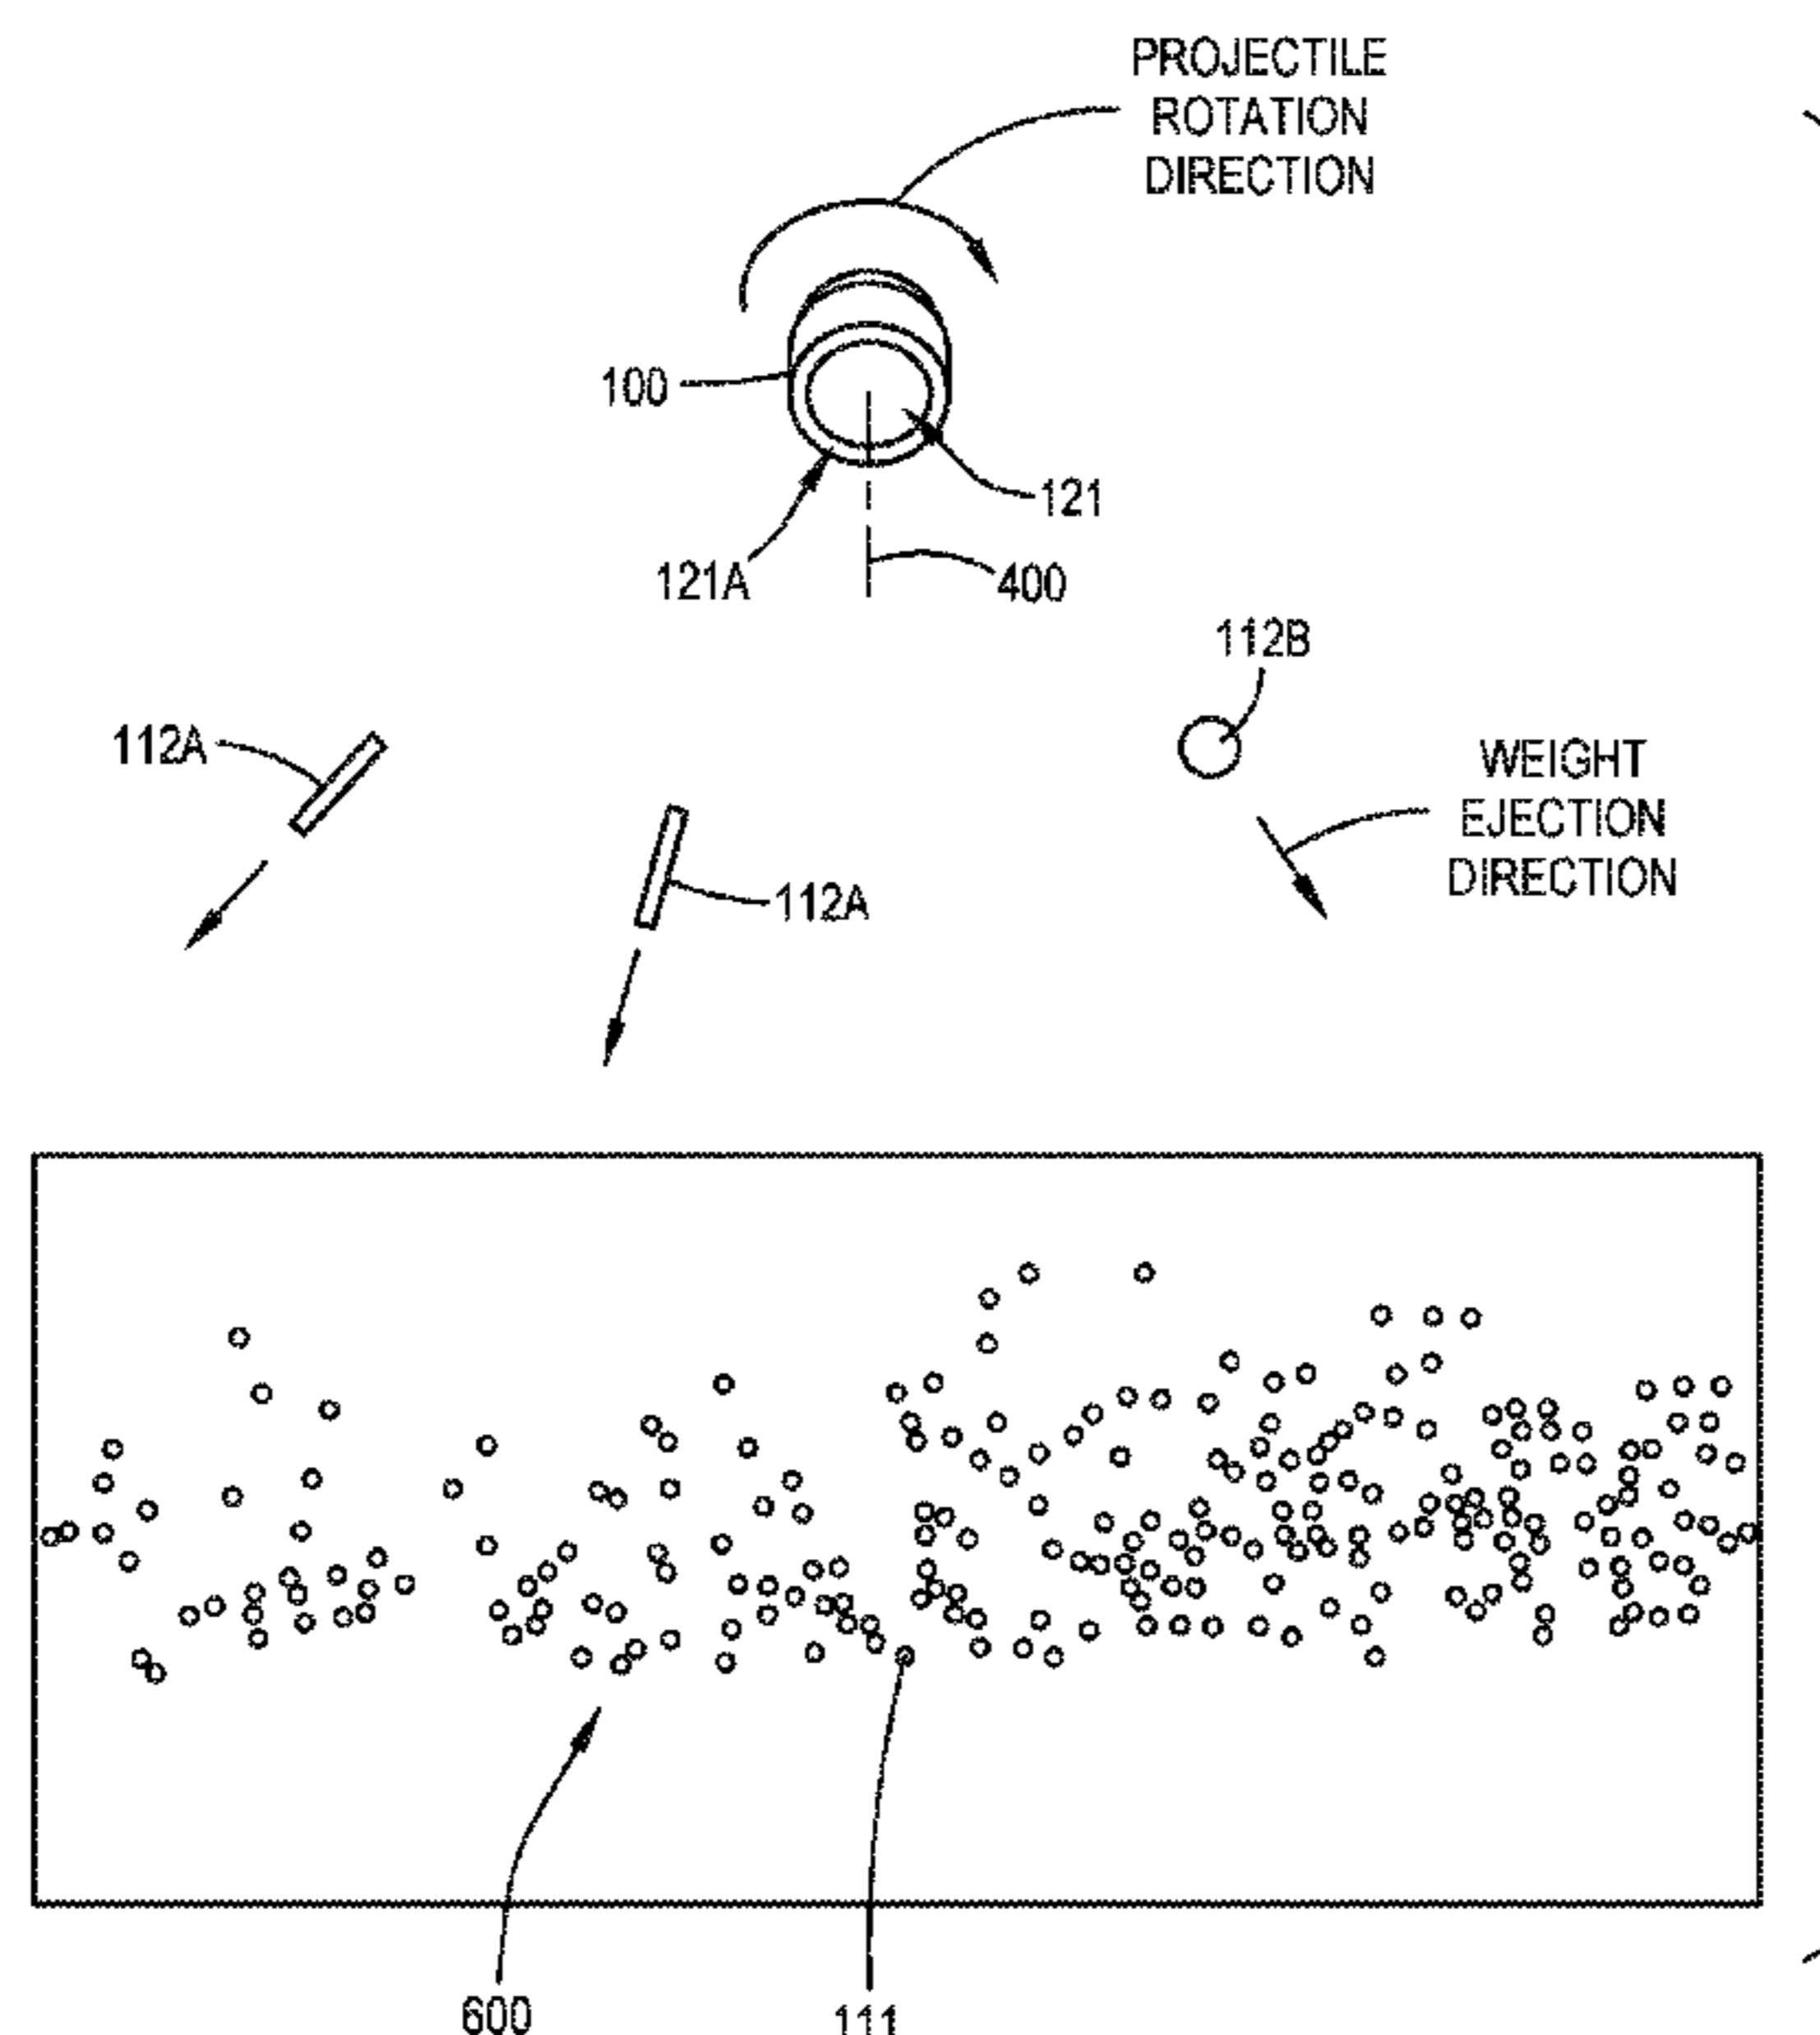 PROJECTILE
ROTATION
DIRECTION
100
121
121A
400
112B
112A
WEIGHT
EJECTION
DIRECTION
112A
600
111